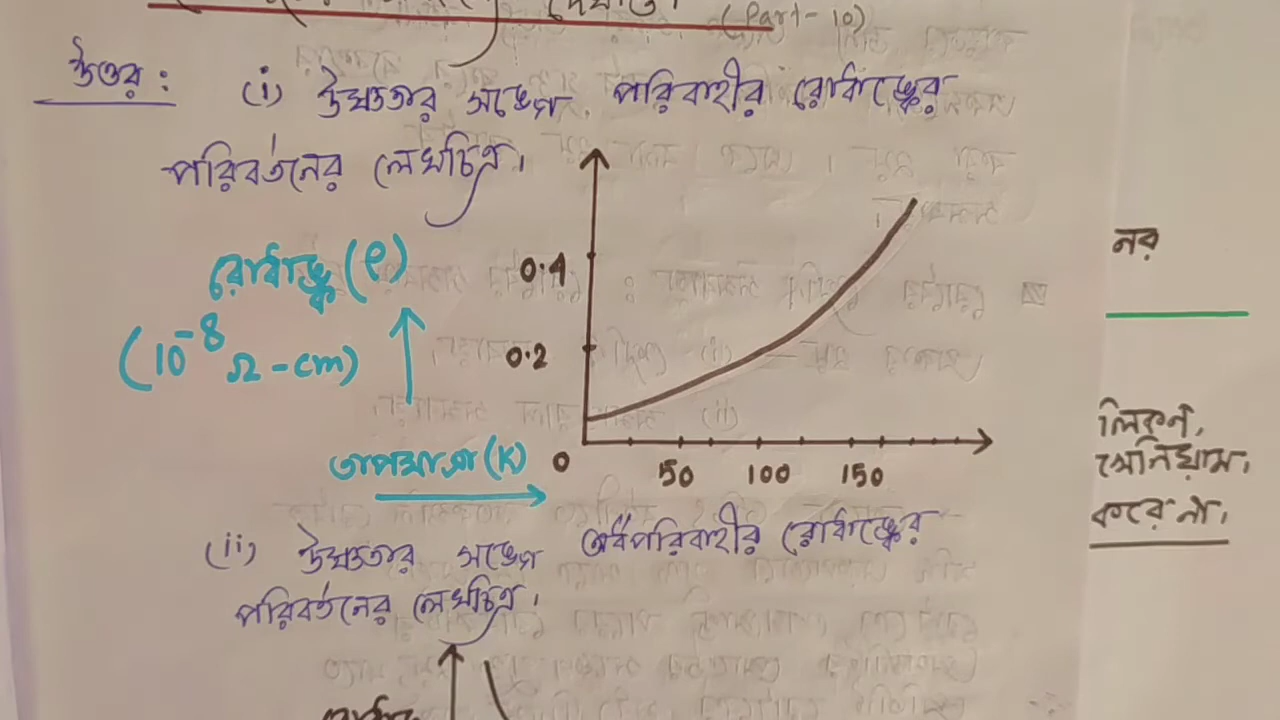 দেখাও। (Part-10)
উত্তর: (i) উষ্ণতার সঙ্গে পরিবাহীর রোধাঙ্কের
পরিবর্তনের লেখচিত্র।
রোধাঙ্ক (ρ)
(10⁻⁸ Ω-cm)
0.4
0.2
তাপমাত্রা (K)
0 50 100 150
(ii) উষ্ণতার সঙ্গে অর্ধপরিবাহীর রোধাঙ্কের
পরিবর্তনের লেখচিত্র।
নর
করে না।